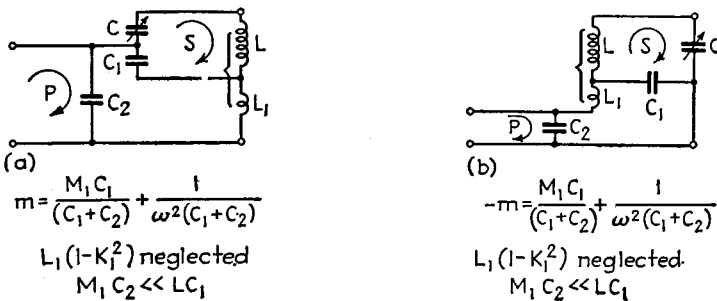 C
S
L
C₁
P
C₂
L₁
(a)
m = M₁C₁/(C₁+C₂) + 1/ω²(C₁+C₂)
L₁(1-K₁²) neglected
M₁C₂ << LC₁
L
S
C
L₁
C₁
P
C₂
(b)
-m = M₁C₁/(C₁+C₂) + 1/ω²(C₁+C₂)
L₁(1-K₁²) neglected.
M₁C₂ << LC₁